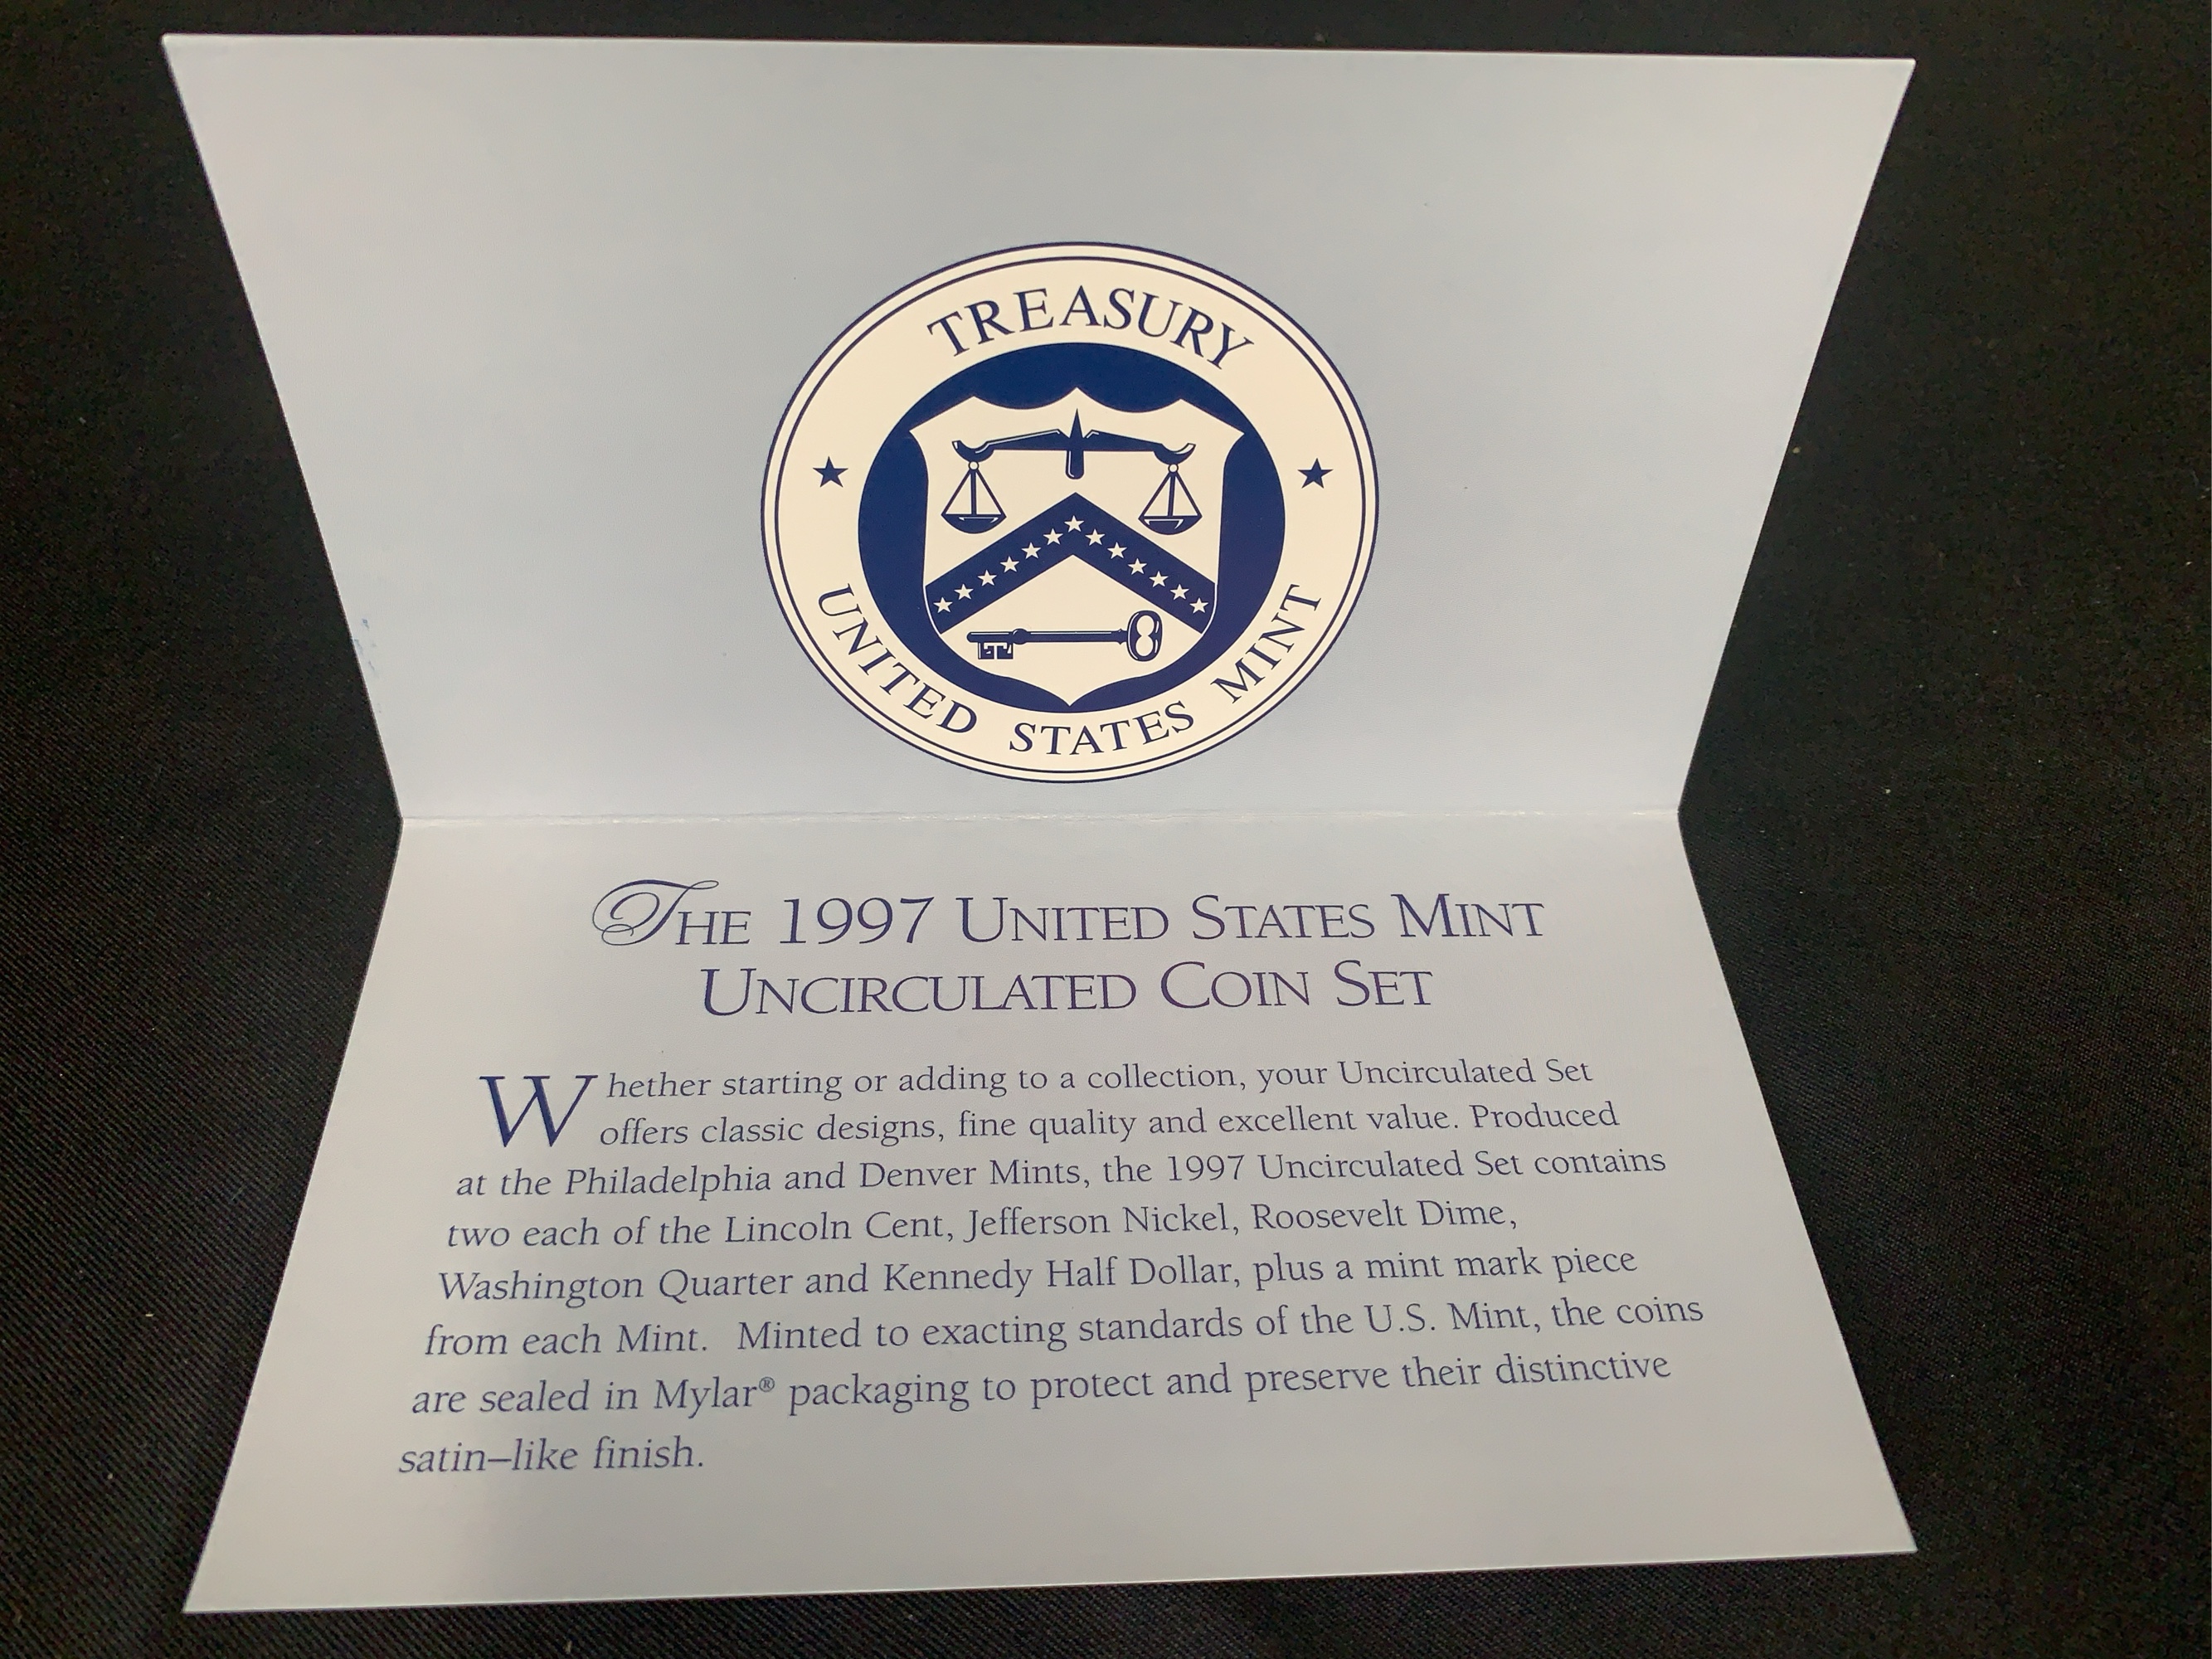 TREASURY
UNITED STATES MINT
THE 1997 UNITED STATES MINT
UNCIRCULATED COIN SET
Whether starting or adding to a collection, your Uncirculated Set
offers classic designs, fine quality and excellent value. Produced
at the Philadelphia and Denver Mints, the 1997 Uncirculated Set contains
two each of the Lincoln Cent, Jefferson Nickel, Roosevelt Dime,
Washington Quarter and Kennedy Half Dollar, plus a mint mark piece
from each Mint. Minted to exacting standards of the U.S. Mint, the coins
are sealed in Mylar® packaging to protect and preserve their distinctive
satin–like finish.